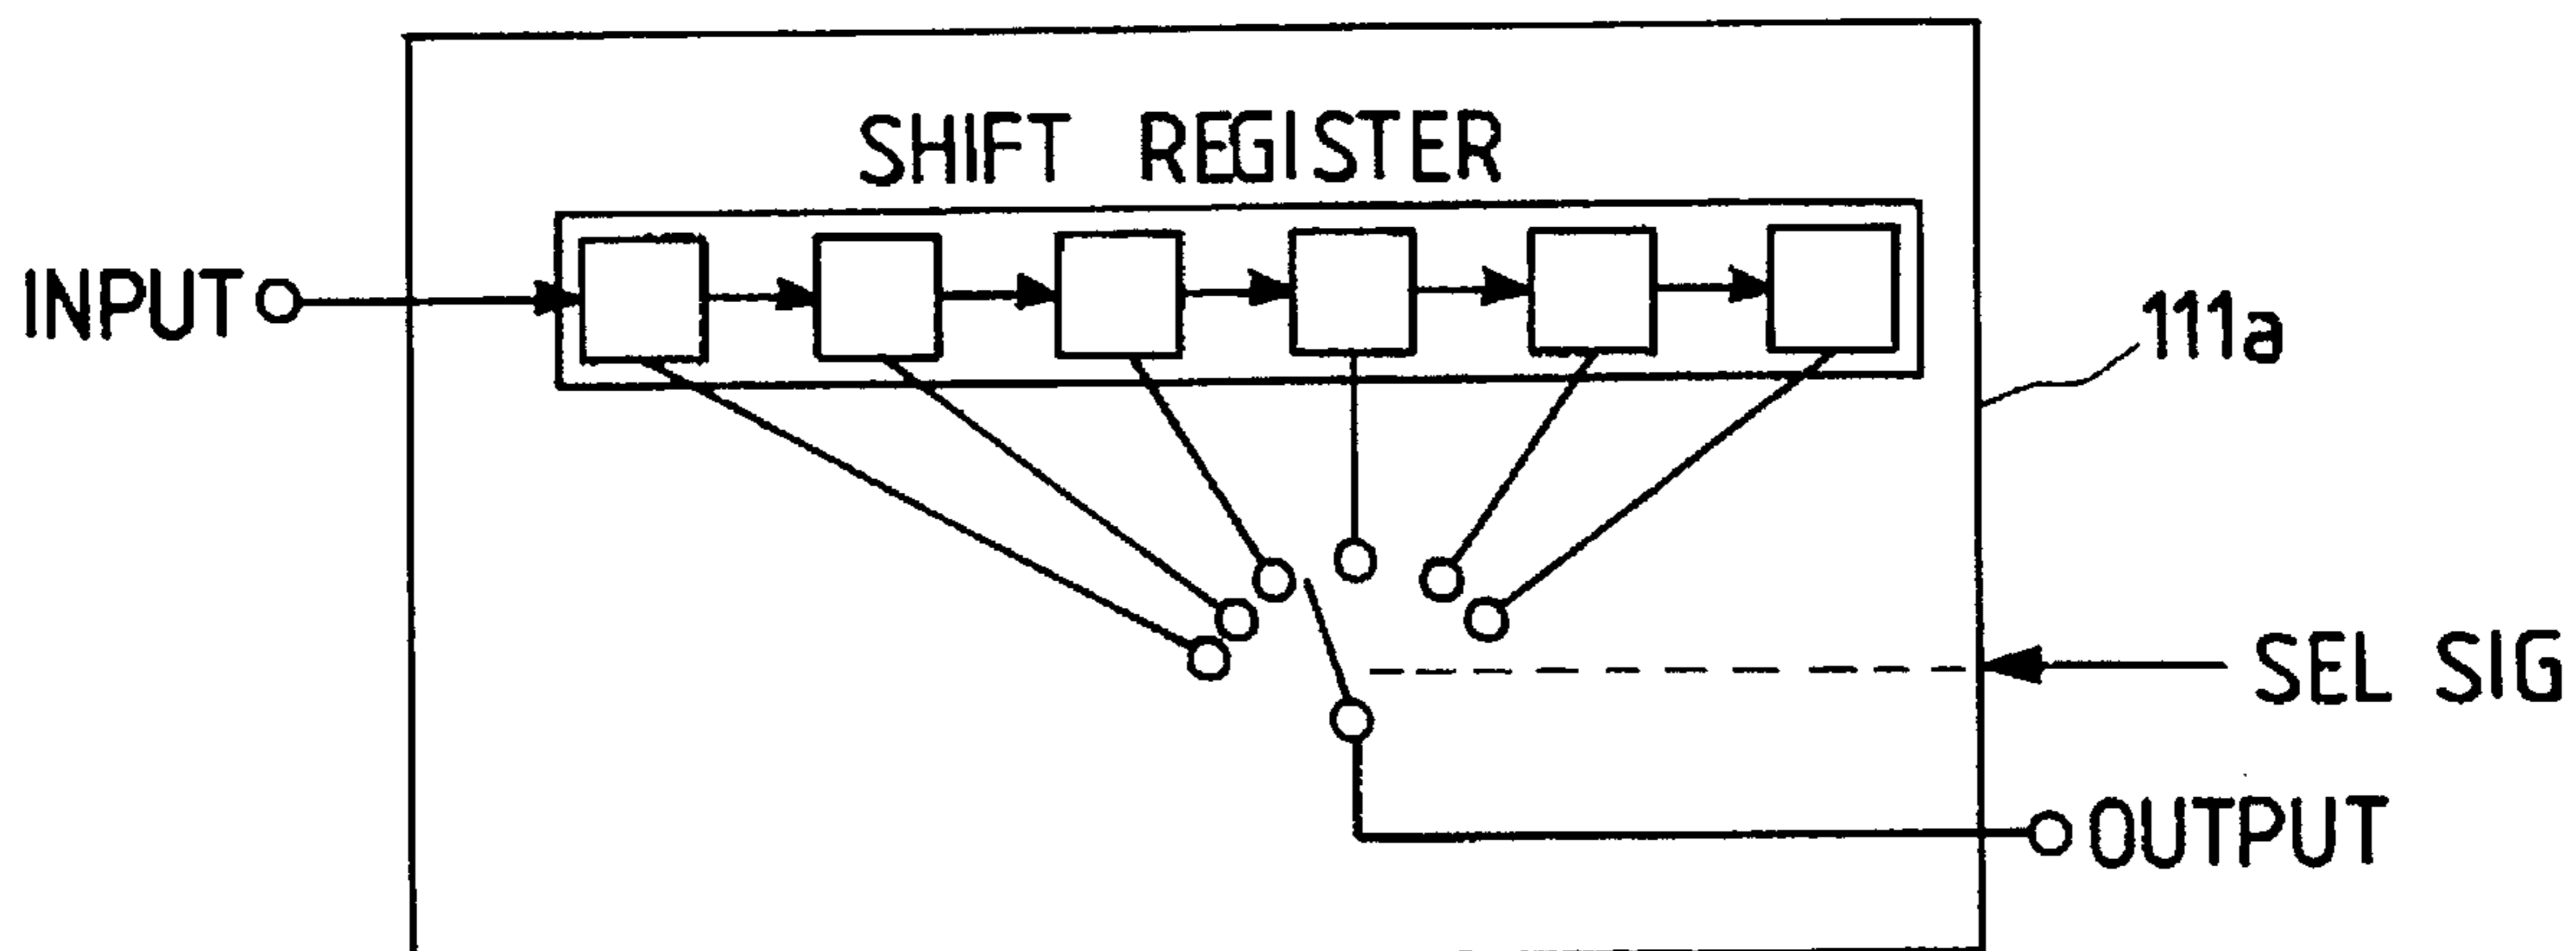 SHIFT REGISTER
INPUT
111a
SEL SIG
OUTPUT